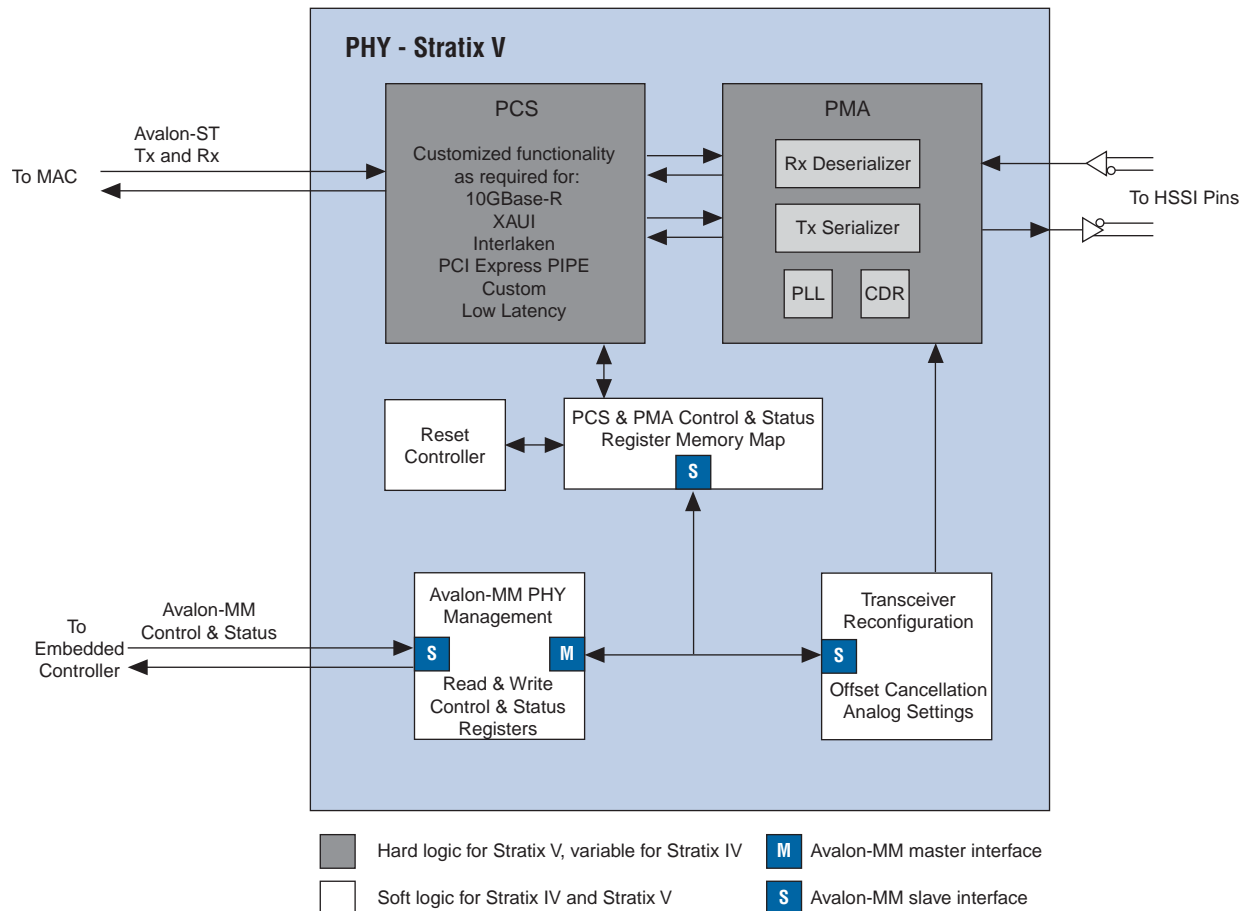 PHY - Stratix V
PCS
Customized functionality
as required for:
10GBase-R
XAUI
Interlaken
PCI Express PIPE
Custom
Low Latency
PMA
Rx Deserializer
Tx Serializer
PLL
CDR
Avalon-ST
Tx and Rx
To MAC
To HSSI Pins
Reset
Controller
PCS & PMA Control & Status
Register Memory Map
S
Avalon-MM
Control & Status
To
Embedded
Controller
Avalon-MM PHY
Management
S
M
Read & Write
Control & Status
Registers
Transceiver
Reconfiguration
S
Offset Cancellation
Analog Settings
Hard logic for Stratix V, variable for Stratix IV
M Avalon-MM master interface
Soft logic for Stratix IV and Stratix V
S Avalon-MM slave interface